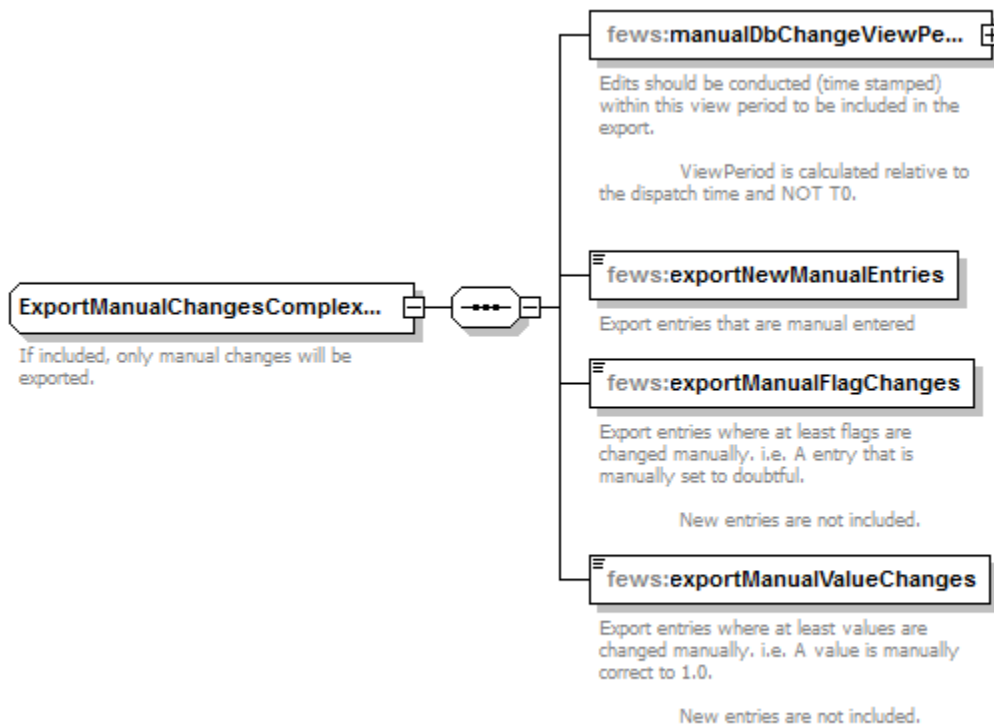 fews:manualDbChangeViewPe...
Edits should be conducted (time stamped)
within this view period to be included in the
export.
ViewPeriod is calculated relative to
the dispatch time and NOT T0.
fews:exportNewManualEntries
Export entries that are manual entered
ExportManualChangesComplex...
If included, only manual changes will be
exported.
fews:exportManualFlagChanges
Export entries where at least flags are
changed manually. i.e. A entry that is
manually set to doubtful.
New entries are not included.
fews:exportManualValueChanges
Export entries where at least values are
changed manually. i.e. A value is manually
correct to 1.0.
New entries are not included.